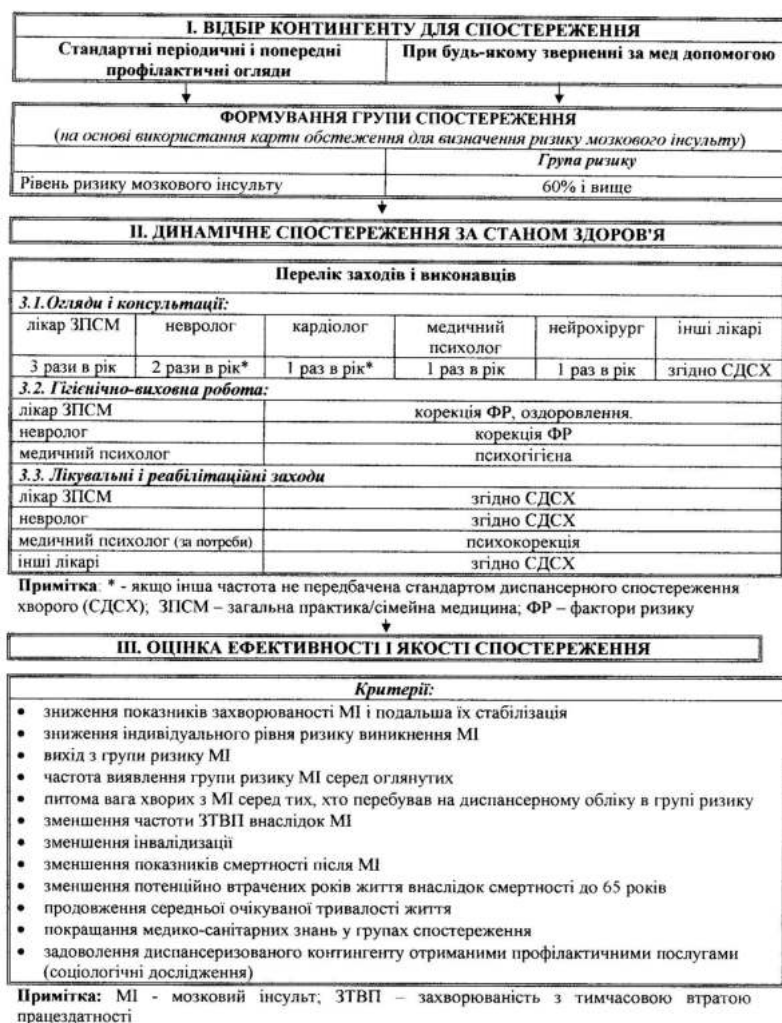 І. ВІДБІР КОНТИНГЕНТУ ДЛЯ СПОСТЕРЕЖЕННЯ
Стандартні періодичні і попередні профілактичні огляди
При будь-якому зверненні за мед допомогою
ФОРМУВАННЯ ГРУПИ СПОСТЕРЕЖЕННЯ
(на основі використання карти обстеження для визначення ризику мозкового інсульту)
Група ризику
Рівень ризику мозкового інсульту 60% і вище
ІІ. ДИНАМІЧНЕ СПОСТЕРЕЖЕННЯ ЗА СТАНОМ ЗДОРОВ'Я
Перелік заходів і виконавців
3.1.Огляди і консультації:
лікар ЗПСМ невролог кардіолог медичний психолог нейрохірург інші лікарі
3 рази в рік 2 рази в рік* 1 раз в рік* 1 раз в рік 1 раз в рік згідно СДСХ
3.2. Гігієнічно-виховна робота:
лікар ЗПСМ корекція ФР, оздоровлення.
невролог корекція ФР
медичний психолог психогігієна
3.3. Лікувальні і реабілітаційні заходи
лікар ЗПСМ згідно СДСХ
невролог згідно СДСХ
медичний психолог (за потреби) психокорекція
інші лікарі згідно СДСХ
Примітка: * - якщо інша частота не передбачена стандартом диспансерного спостереження
хворого (СДСХ); ЗПСМ – загальна практика/сімейна медицина; ФР – фактори ризику
ІІІ. ОЦІНКА ЕФЕКТИВНОСТІ І ЯКОСТІ СПОСТЕРЕЖЕННЯ
Критерії:
• зниження показників захворюваності МІ і подальша їх стабілізація
• зниження індивідуального рівня ризику виникнення МІ
• вихід з групи ризику МІ
• частота виявлення групи ризику МІ серед оглянутих
• питома вага хворих з МІ серед тих, хто перебував на диспансерному обліку в групі ризику
• зменшення частоти ЗТВП внаслідок МІ
• зменшення інвалідизації
• зменшення показників смертності після МІ
• зменшення потенційно втрачених років життя внаслідок смертності до 65 років
• продовження середньої очікуваної тривалості життя
• покращання медико-санітарних знань у групах спостереження
• задоволення диспансеризованого контингенту отриманими профілактичними послугами
(соціологічні дослідження)
Примітка: МІ - мозковий інсульт; ЗТВП – захворюваність з тимчасовою втратою
працездатності